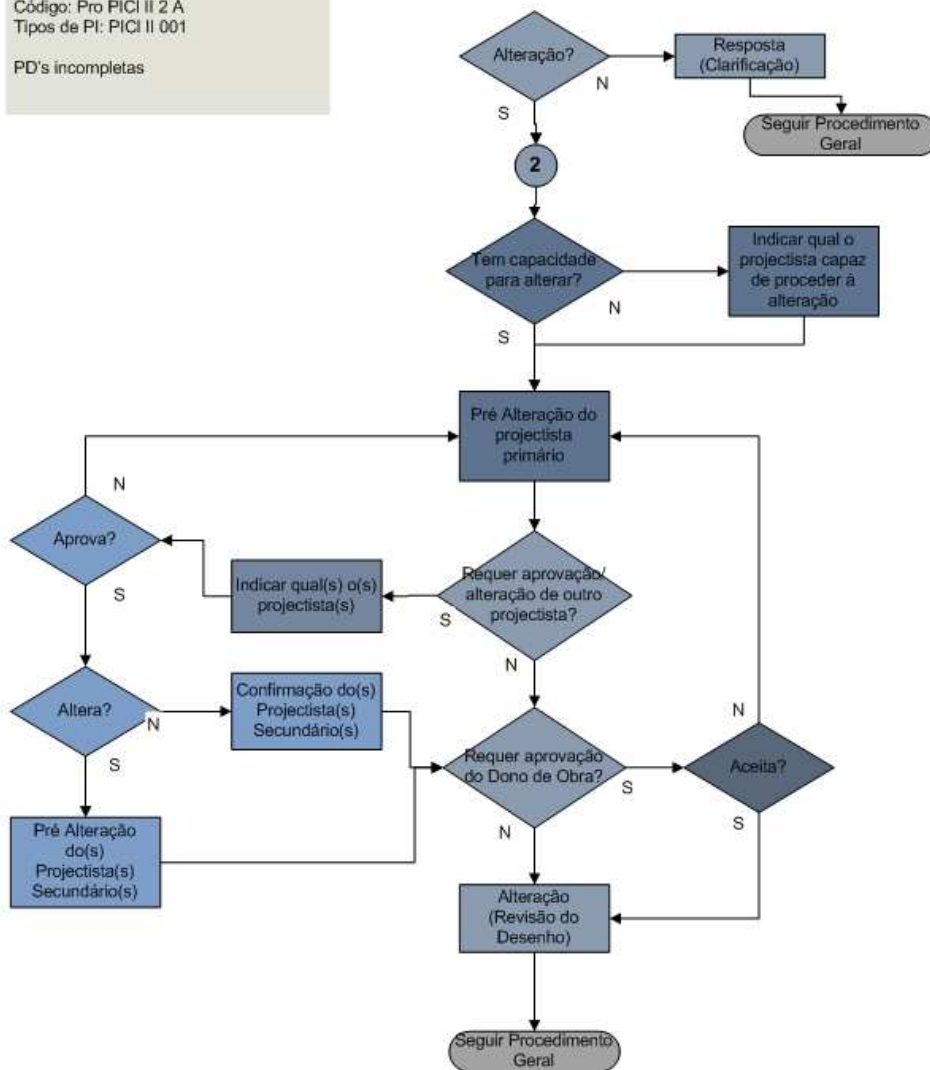 Código: Pro PICI II 2 A
Tipos de PI: PICI II 001
PD's incompletas
Alteração?
N
S
Resposta
(Clarificação)
Seguir Procedimento
Geral
2
Tem capacidade
para alterar?
N
S
Indicar qual o
projectista capaz
de proceder à
alteração
Pré Alteração do
projectista
primário
N
Aprova?
S
Indicar qual(s) o(s)
projectista(s)
Requer aprovação/
alteração de outro
projectista?
S
N
Altera?
N
S
Confirmação do(s)
Projectista(s)
Secundário(s)
Requer aprovação
do Dono de Obra?
S
N
N
Aceita?
S
Pré Alteração
do(s)
Projectista(s)
Secundário(s)
Alteração
(Revisão do
Desenho)
Seguir Procedimento
Geral